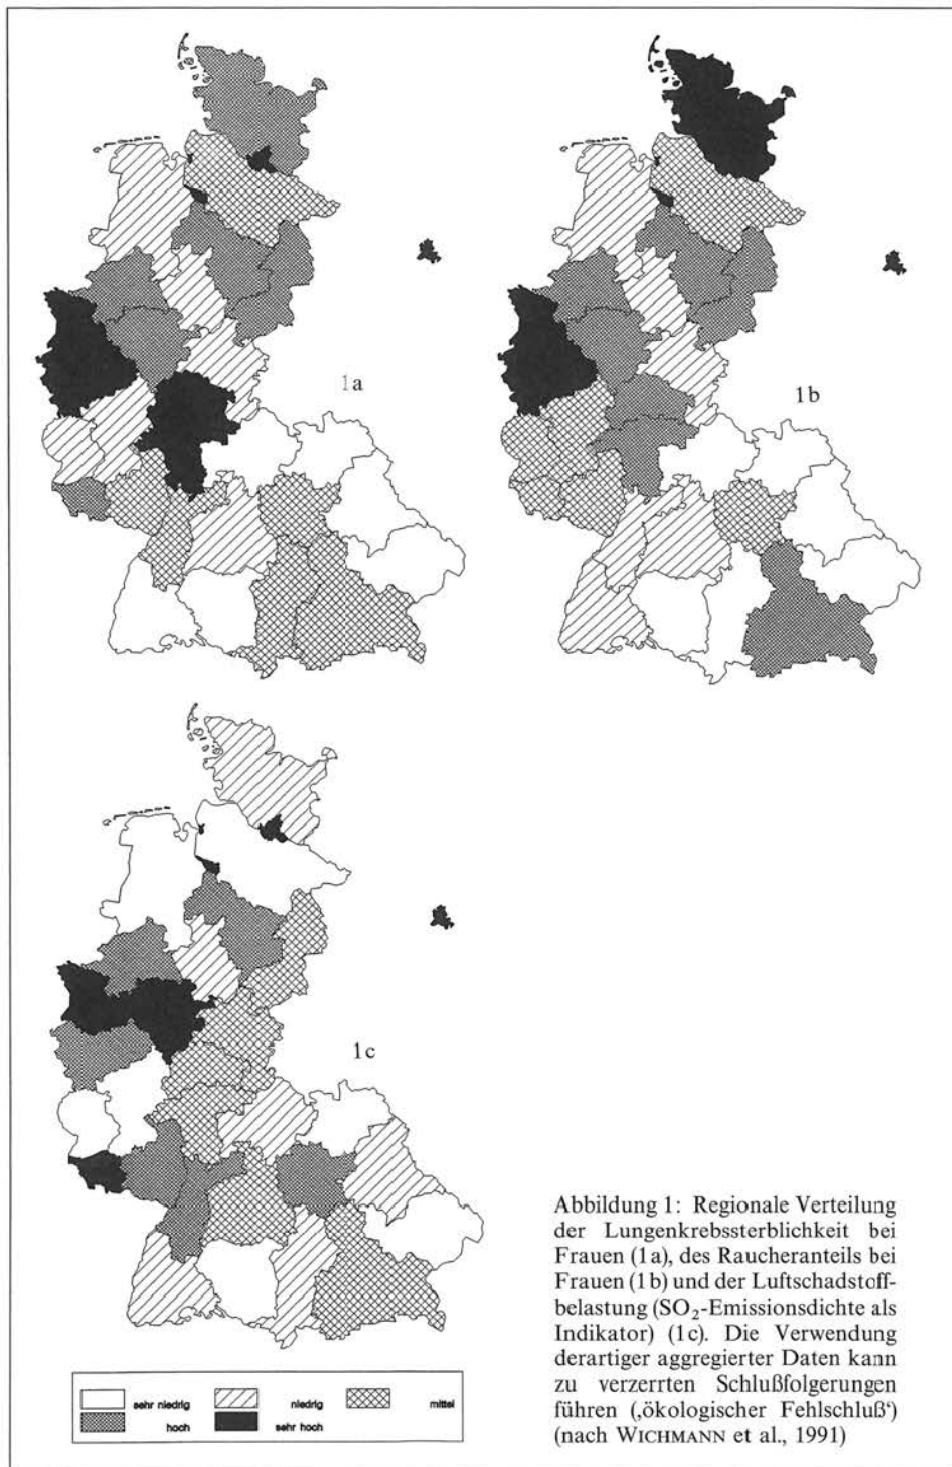 1a
1b
1c
Abbildung 1: Regionale Verteilung
der Lungenkrebssterblichkeit bei
Frauen (1a), des Raucheranteils bei
Frauen (1b) und der Luftschadstoff-
belastung (SO₂-Emissionsdichte als
Indikator) (1c). Die Verwendung
derartiger aggregierter Daten kann
zu verzerrten Schlußfolgerungen
führen (‚ökologischer Fehlschluß‘)
(nach WICHMANN et al., 1991)
sehr niedrig niedrig mittel
hoch sehr hoch